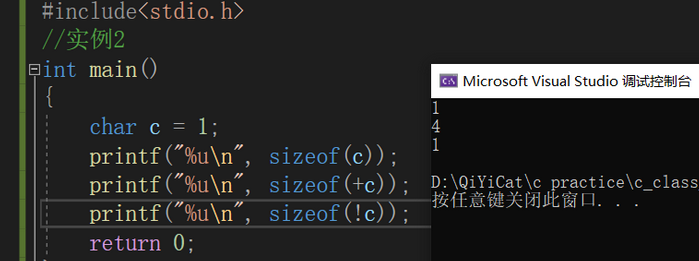 #include<stdio.h>
//实例2
int main()
{
char c = 1;
printf("%u\n", sizeof(c));
printf("%u\n", sizeof(+c));
printf("%u\n", sizeof(!c));
return 0;
Microsoft Visual Studio 调试控制台
1
4
1
D:\QiYiCat\c practice\c_class
按任意键关闭此窗口. . .